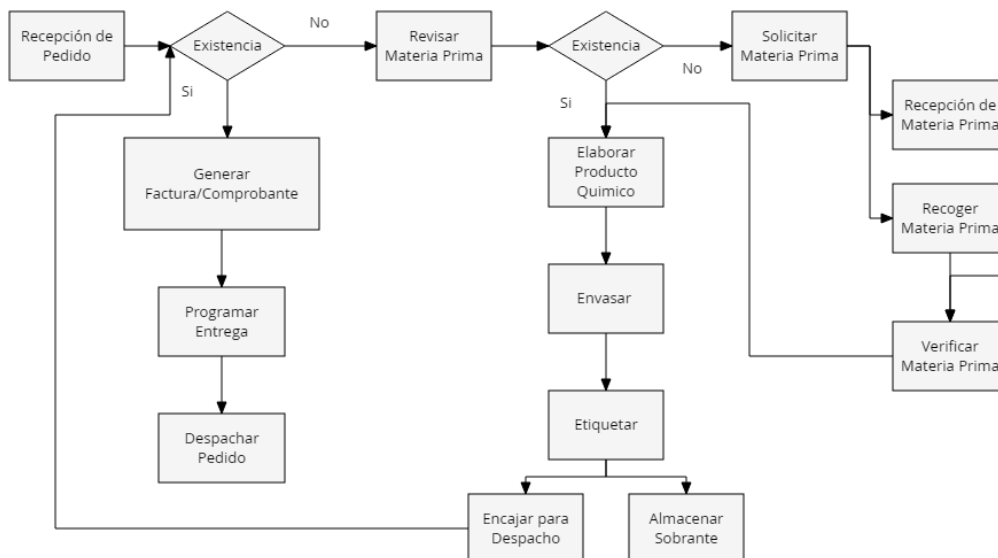 Recepción de
Pedido
Existencia
No
Revisar
Materia Prima
Existencia
No
Solicitar
Materia Prima
Si
Si
Recepción de
Materia Prima
Generar
Factura/Comprobante
Elaborar
Producto
Quimico
Recoger
Materia Prima
Programar
Entrega
Envasar
Verificar
Materia Prima
Despachar
Pedido
Etiquetar
Encajar para
Despacho
Almacenar
Sobrante